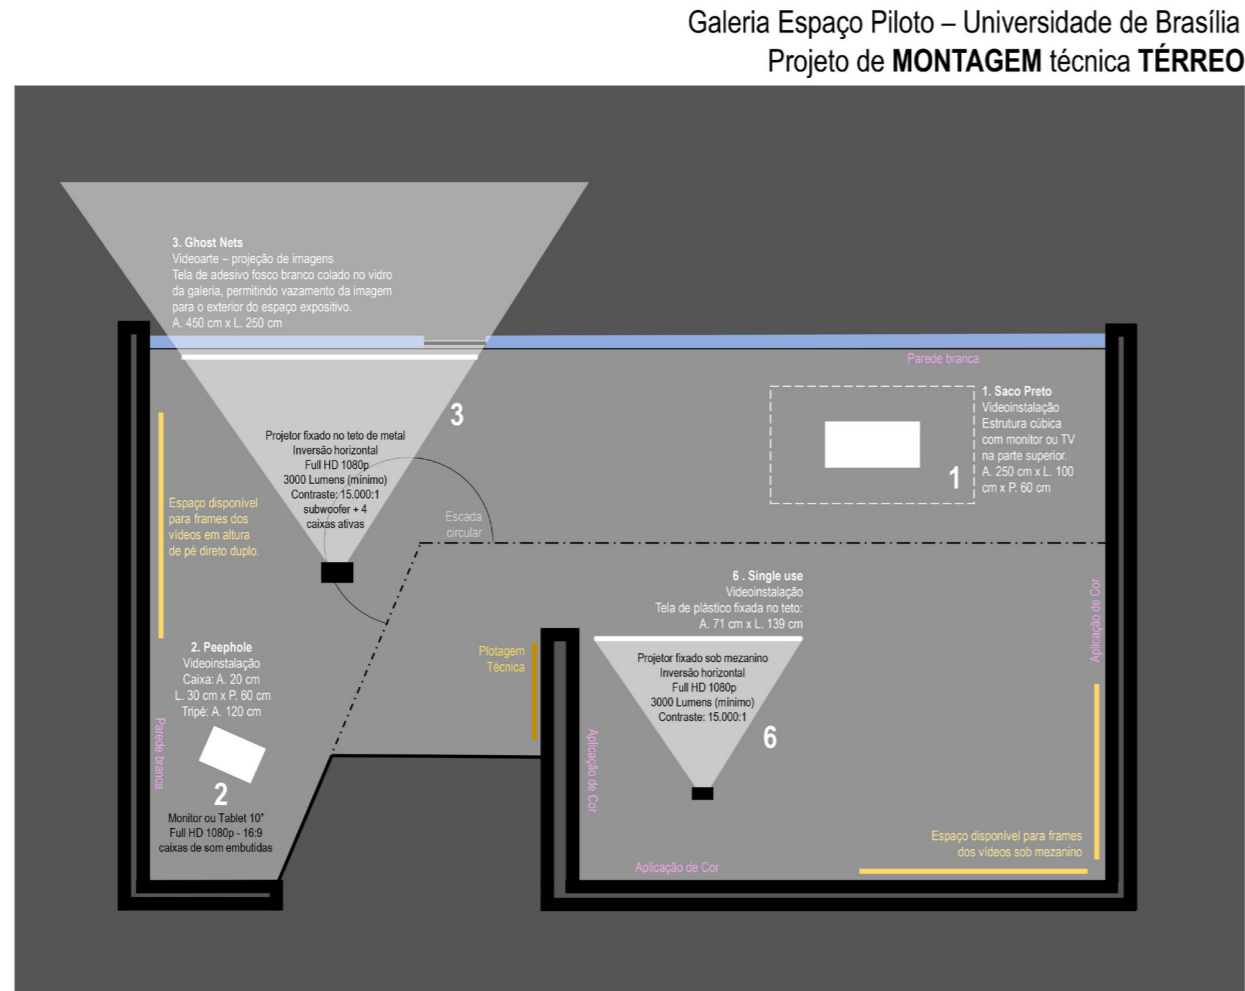 Galeria Espaço Piloto – Universidade de Brasília
Projeto de MONTAGEM técnica TÉRREO
3. Ghost Nets
Videoarte – projeção de imagens
Tela de adesivo fosco branco colado no vidro
da galeria, permitindo vazamento da imagem
para o exterior do espaço expositivo.
A. 450 cm x L. 250 cm
Parede branca
1. Saco Preto
Videoinstalação
Estrutura cúbica
com monitor ou TV
na parte superior.
A. 250 cm x L. 100
cm x P. 60 cm
1
3
Projetor fixado no teto de metal
Inversão horizontal
Full HD 1080p
3000 Lumens (mínimo)
Contraste: 15.000:1
subwoofer + 4
caixas ativas
Escada
circular
Espaço disponível
para frames dos
vídeos em altura
de pé direto duplo.
6 . Single use
Videoinstalação
Tela de plástico fixada no teto:
A. 71 cm x L. 139 cm
Projetor fixado sob mezanino
Inversão horizontal
Full HD 1080p
3000 Lumens (mínimo)
Contraste: 15.000:1
6
Aplicação de Cor
2. Peephole
Videoinstalação
Caixa: A. 20 cm
L. 30 cm x P. 60 cm
Tripé: A. 120 cm
Plotagem
Técnica
Parede branca
2
Monitor ou Tablet 10"
Full HD 1080p - 16:9
caixas de som embutidas
Aplicação de Cor
Espaço disponível para frames
dos vídeos sob mezanino
Aplicação de Cor